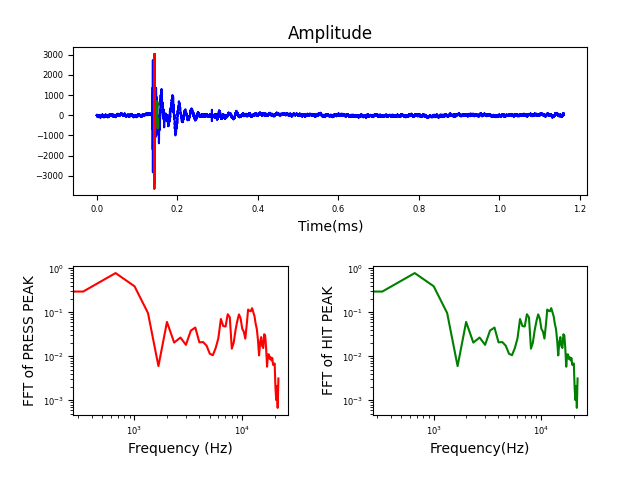 Amplitude
3000
2000
1000
0
−1000
−2000
−3000
0.0 0.2 0.4 0.6 0.8 1.0 1.2
Time(ms)
FFT of PRESS PEAK
10⁰
10⁻¹
10⁻²
10⁻³
10³ 10⁴
Frequency (Hz)
FFT of HIT PEAK
10⁰
10⁻¹
10⁻²
10⁻³
10³ 10⁴
Frequency(Hz)